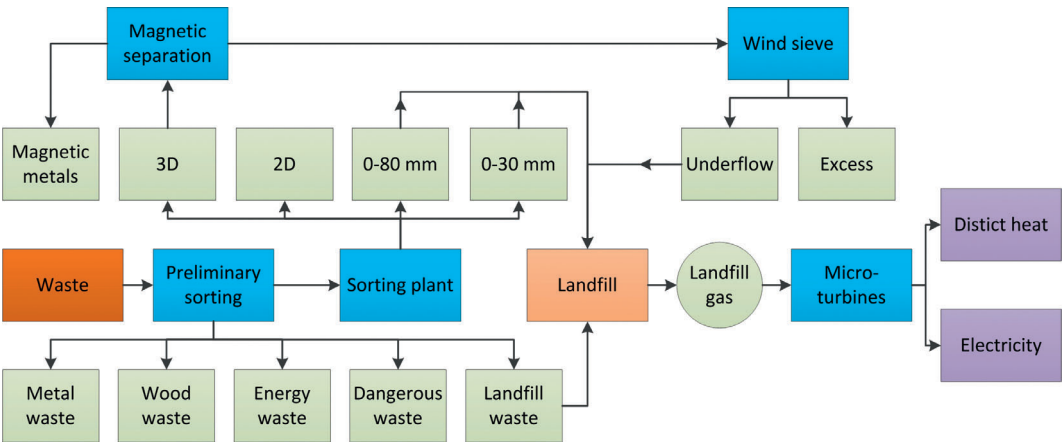 Magnetic
separation
Wind sieve
Magnetic
metals
3D
2D
0-80 mm
0-30 mm
Underflow
Excess
Distict heat
Waste
Preliminary
sorting
Sorting plant
Landfill
Landfill
gas
Micro-
turbines
Electricity
Metal
waste
Wood
waste
Energy
waste
Dangerous
waste
Landfill
waste